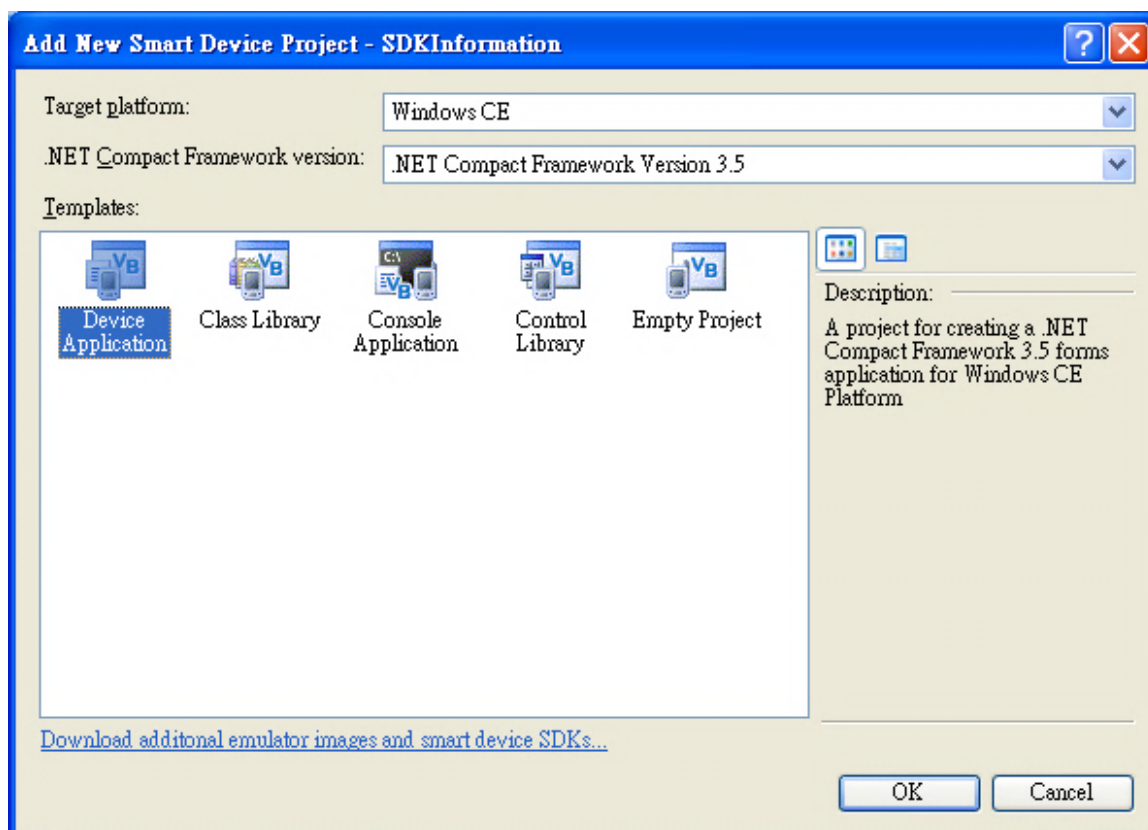 Add New Smart Device Project - SDKInformation
Target platform:
Windows CE
.NET Compact Framework version:
.NET Compact Framework Version 3.5
Templates:
Device
Application
Class Library
Console
Application
Control
Library
Empty Project
Description:
A project for creating a .NET
Compact Framework 3.5 forms
application for Windows CE
Platform
Download additonal emulator images and smart device SDKs...
OK
Cancel